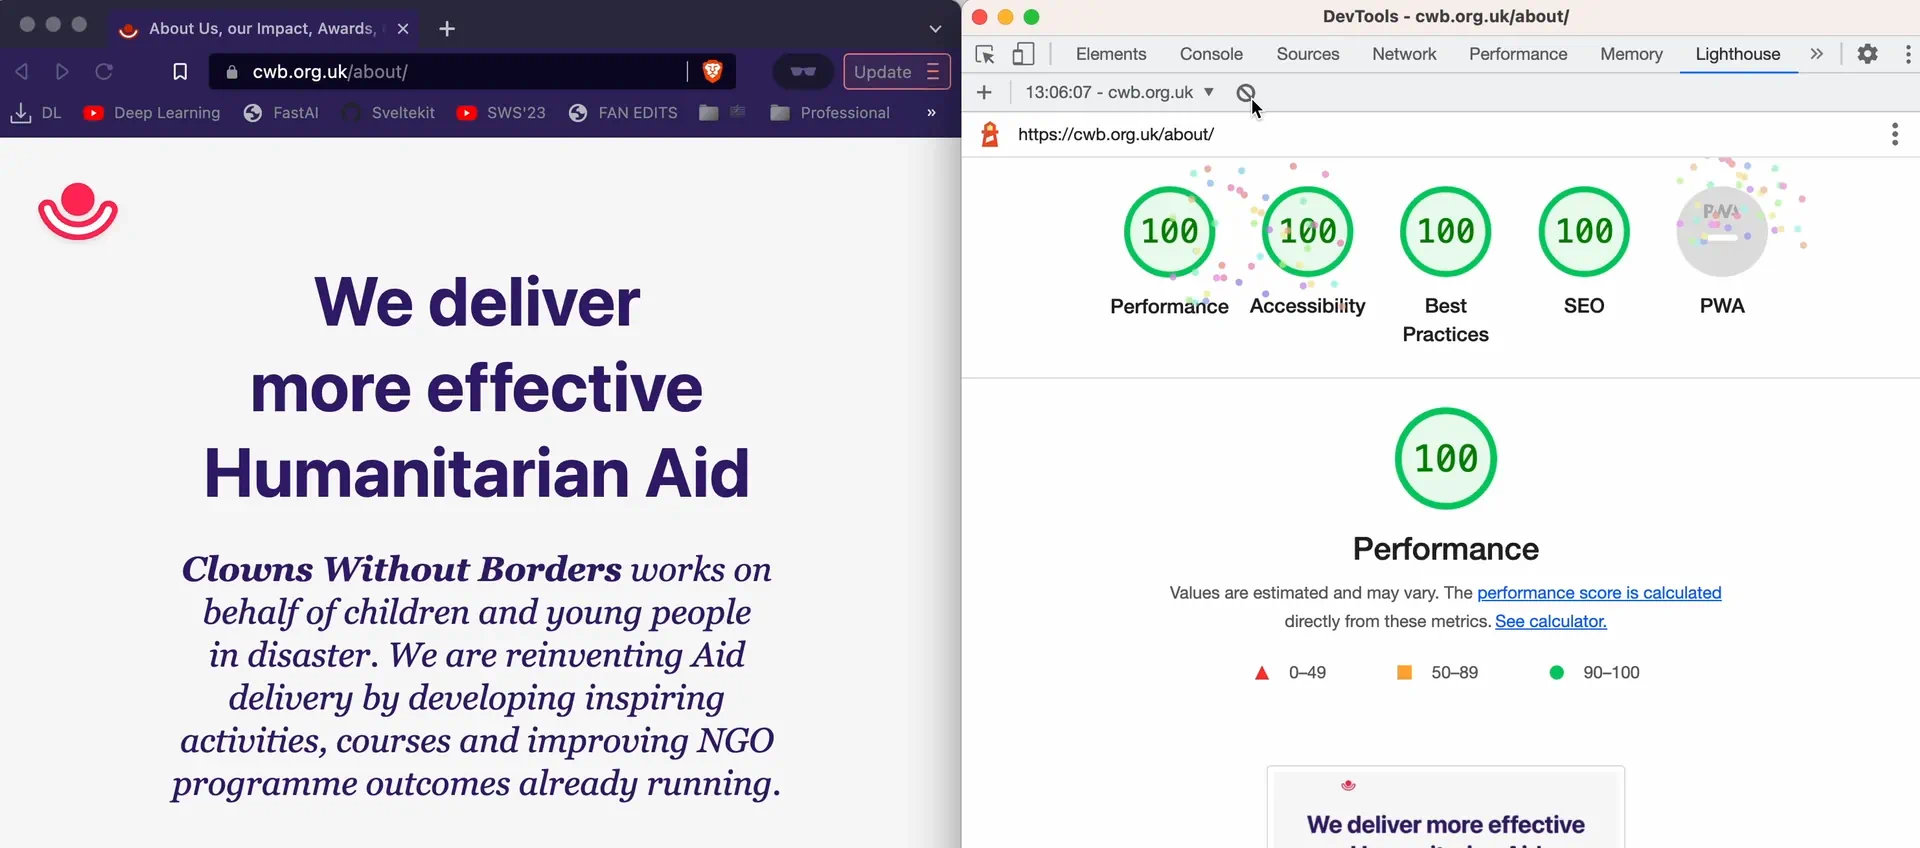 About Us, our Impact, Awards,
cwb.org.uk/about/
Update
DL
Deep Learning
FastAI
Sveltekit
SWS'23
FAN EDITS
Professional
»
We deliver
more effective
Humanitarian Aid
Clowns Without Borders works on
behalf of children and young people
in disaster. We are reinventing Aid
delivery by developing inspiring
activities, courses and improving NGO
programme outcomes already running.
DevTools - cwb.org.uk/about/
Elements
Console
Sources
Network
Performance
Memory
Lighthouse
»
13:06:07 - cwb.org.uk
https://cwb.org.uk/about/
100
100
100
100
PWA
Performance
Accessibility
Best
Practices
SEO
PWA
100
Performance
Values are estimated and may vary. The performance score is calculated
directly from these metrics. See calculator.
0–49
50–89
90–100
We deliver more effective